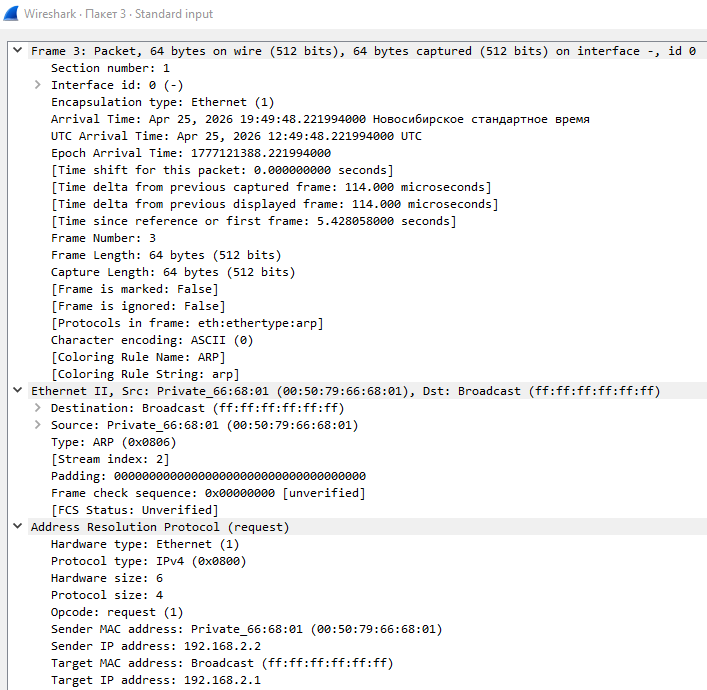 Wireshark · Пакет 3 · Standard input
Frame 3: Packet, 64 bytes on wire (512 bits), 64 bytes captured (512 bits) on interface -, id 0
Section number: 1
Interface id: 0 (-)
Encapsulation type: Ethernet (1)
Arrival Time: Apr 25, 2026 19:49:48.221994000 Новосибирское стандартное время
UTC Arrival Time: Apr 25, 2026 12:49:48.221994000 UTC
Epoch Arrival Time: 1777121388.221994000
[Time shift for this packet: 0.000000000 seconds]
[Time delta from previous captured frame: 114.000 microseconds]
[Time delta from previous displayed frame: 114.000 microseconds]
[Time since reference or first frame: 5.428058000 seconds]
Frame Number: 3
Frame Length: 64 bytes (512 bits)
Capture Length: 64 bytes (512 bits)
[Frame is marked: False]
[Frame is ignored: False]
[Protocols in frame: eth:ethertype:arp]
Character encoding: ASCII (0)
[Coloring Rule Name: ARP]
[Coloring Rule String: arp]
Ethernet II, Src: Private_66:68:01 (00:50:79:66:68:01), Dst: Broadcast (ff:ff:ff:ff:ff:ff)
Destination: Broadcast (ff:ff:ff:ff:ff:ff)
Source: Private_66:68:01 (00:50:79:66:68:01)
Type: ARP (0x0806)
[Stream index: 2]
Padding: 000000000000000000000000000000000000
Frame check sequence: 0x00000000 [unverified]
[FCS Status: Unverified]
Address Resolution Protocol (request)
Hardware type: Ethernet (1)
Protocol type: IPv4 (0x0800)
Hardware size: 6
Protocol size: 4
Opcode: request (1)
Sender MAC address: Private_66:68:01 (00:50:79:66:68:01)
Sender IP address: 192.168.2.2
Target MAC address: Broadcast (ff:ff:ff:ff:ff:ff)
Target IP address: 192.168.2.1